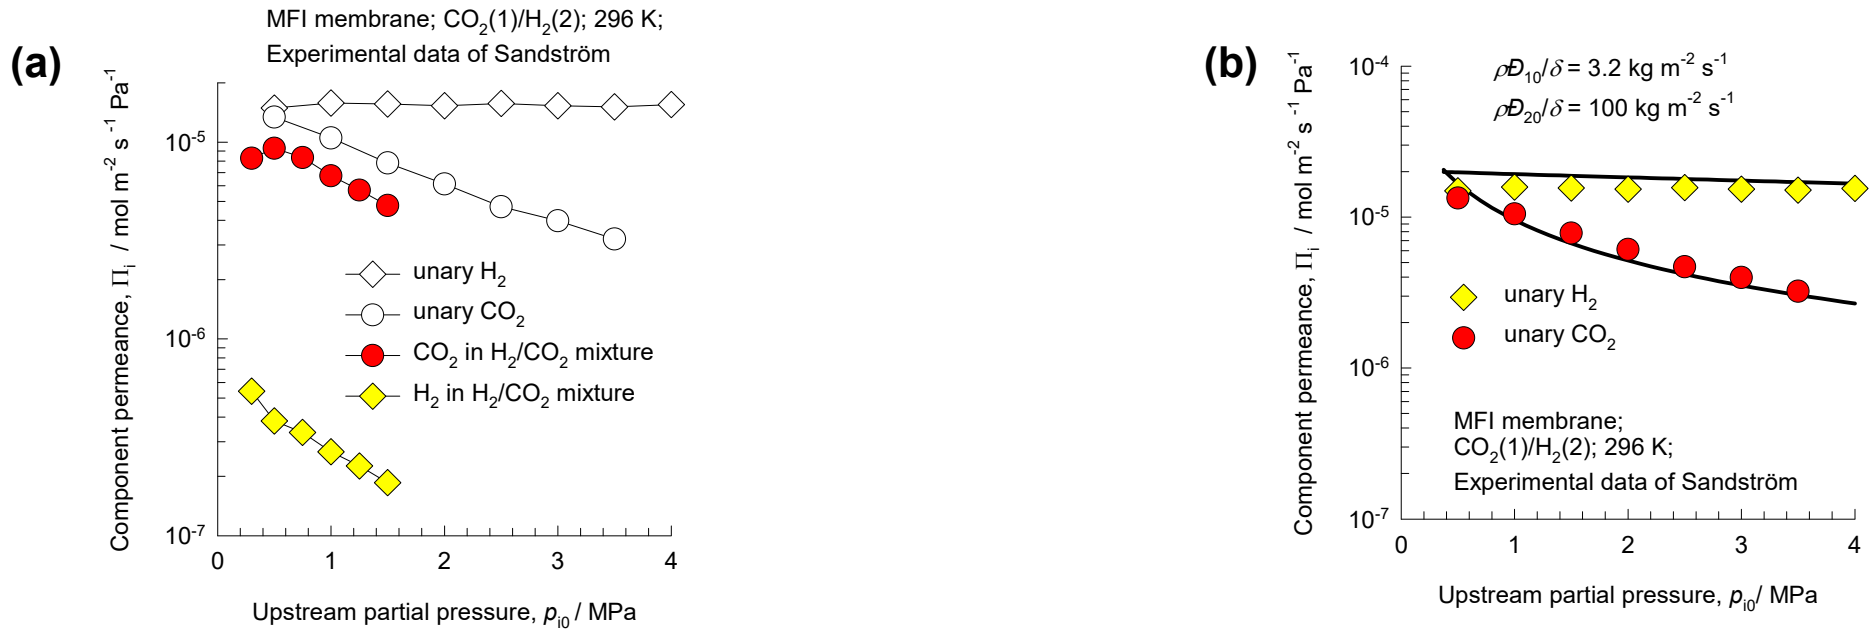 (a)
MFI membrane; CO2(1)/H2(2); 296 K;
Experimental data of Sandström
Component permeance, Πi / mol m-2 s-1 Pa-1
10-5
10-6
10-7
0 1 2 3 4
Upstream partial pressure, pi0 / MPa
unary H2
unary CO2
CO2 in H2/CO2 mixture
H2 in H2/CO2 mixture
(b)
ρĐ10/δ = 3.2 kg m-2 s-1
ρĐ20/δ = 100 kg m-2 s-1
Component permeance, Πi / mol m-2 s-1 Pa-1
10-4
10-5
10-6
10-7
unary H2
unary CO2
MFI membrane;
CO2(1)/H2(2); 296 K;
Experimental data of Sandström
0 1 2 3 4
Upstream partial pressure, pi0/ MPa